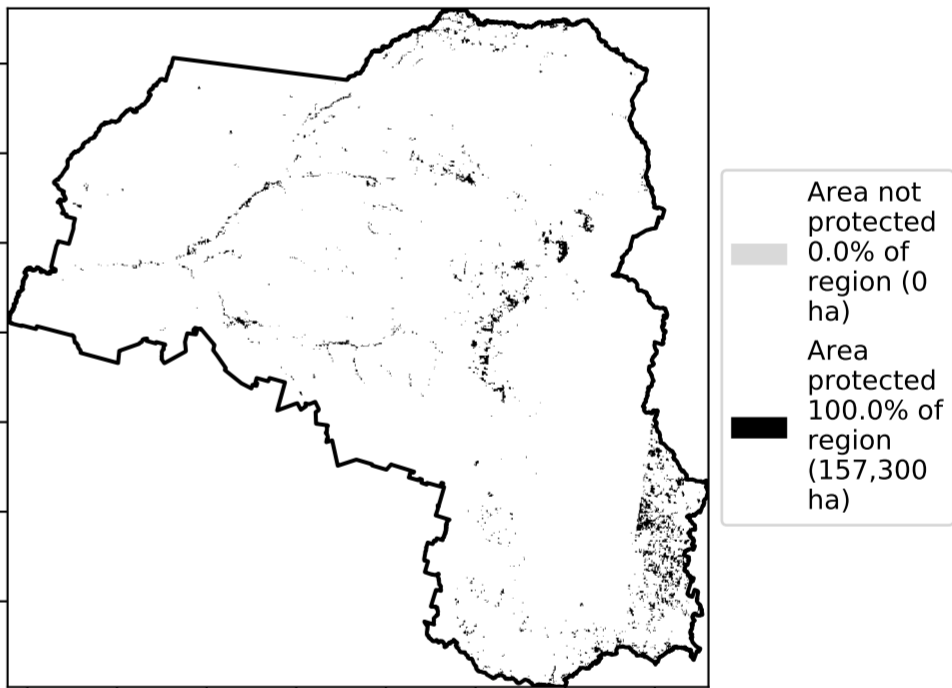 Area not
protected
0.0% of
region (0
ha)
Area
protected
100.0% of
region
(157,300
ha)